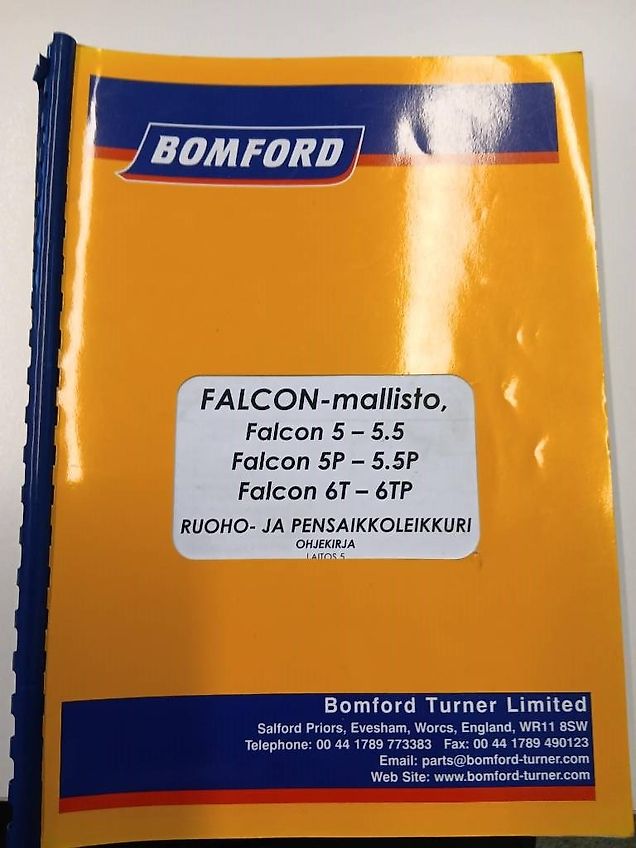 BOMFORD
FALCON-mallisto,
Falcon 5 – 5.5
Falcon 5P – 5.5P
Falcon 6T – 6TP
RUOHO- JA PENSAIKKOLEIKKURI
OHJEKIRJA
LAITOS 5
Bomford Turner Limited
Salford Priors, Evesham, Worcs, England, WR11 8SW
Telephone: 00 44 1789 773383 Fax: 00 44 1789 490123
Email: parts@bomford-turner.com
Web Site: www.bomford-turner.com